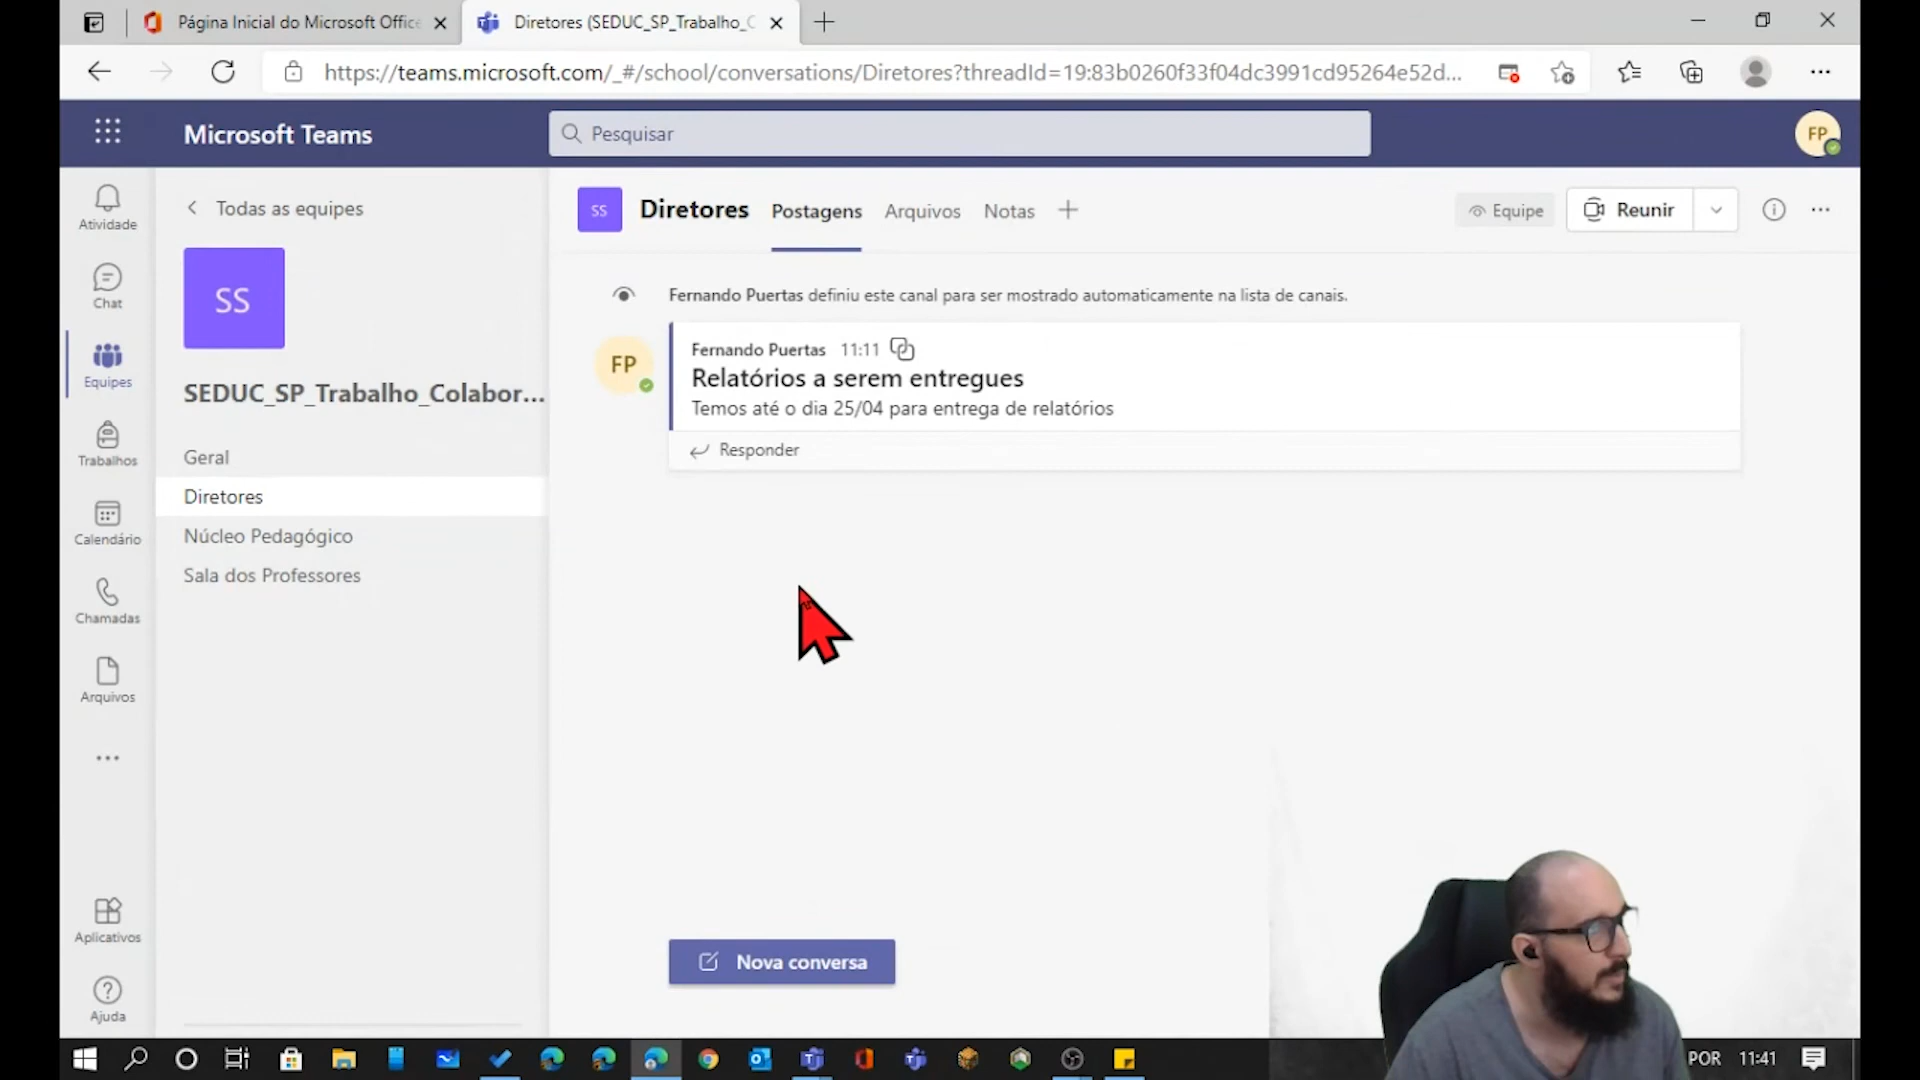 Página Inicial do Microsoft Office
Diretores (SEDUC_SP_Trabalho_C
https://teams.microsoft.com/_#/school/conversations/Diretores?threadId=19:83b0260f33f04dc3991cd95264e52d...
Microsoft Teams
Pesquisar
FP
Atividade
Chat
Equipes
Trabalhos
Calendário
Chamadas
Arquivos
Aplicativos
Ajuda
Todas as equipes
SS
SEDUC_SP_Trabalho_Colabor...
Geral
Diretores
Núcleo Pedagógico
Sala dos Professores
SS Diretores Postagens Arquivos Notas
Equipe Reunir
Fernando Puertas definiu este canal para ser mostrado automaticamente na lista de canais.
FP
Fernando Puertas 11:11
Relatórios a serem entregues
Temos até o dia 25/04 para entrega de relatórios
Responder
Nova conversa
POR 11:41